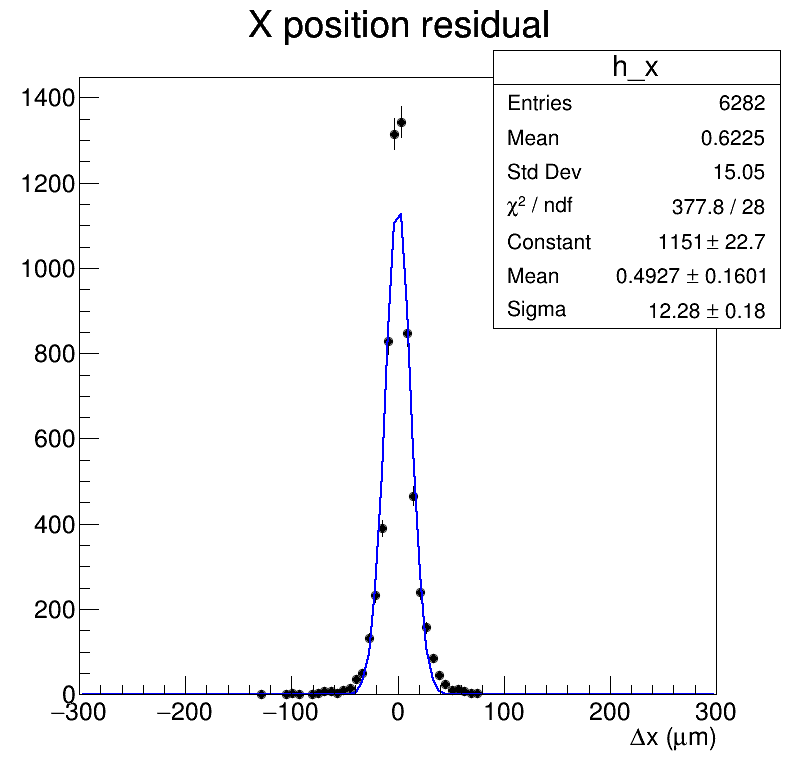 X position residual
h_x
Entries 6282
Mean 0.6225
Std Dev 15.05
χ² / ndf 377.8 / 28
Constant 1151 ± 22.7
Mean 0.4927 ± 0.1601
Sigma 12.28 ± 0.18
1400
1200
1000
800
600
400
200
0
−300 −200 −100 0 100 200 300
Δx (μm)